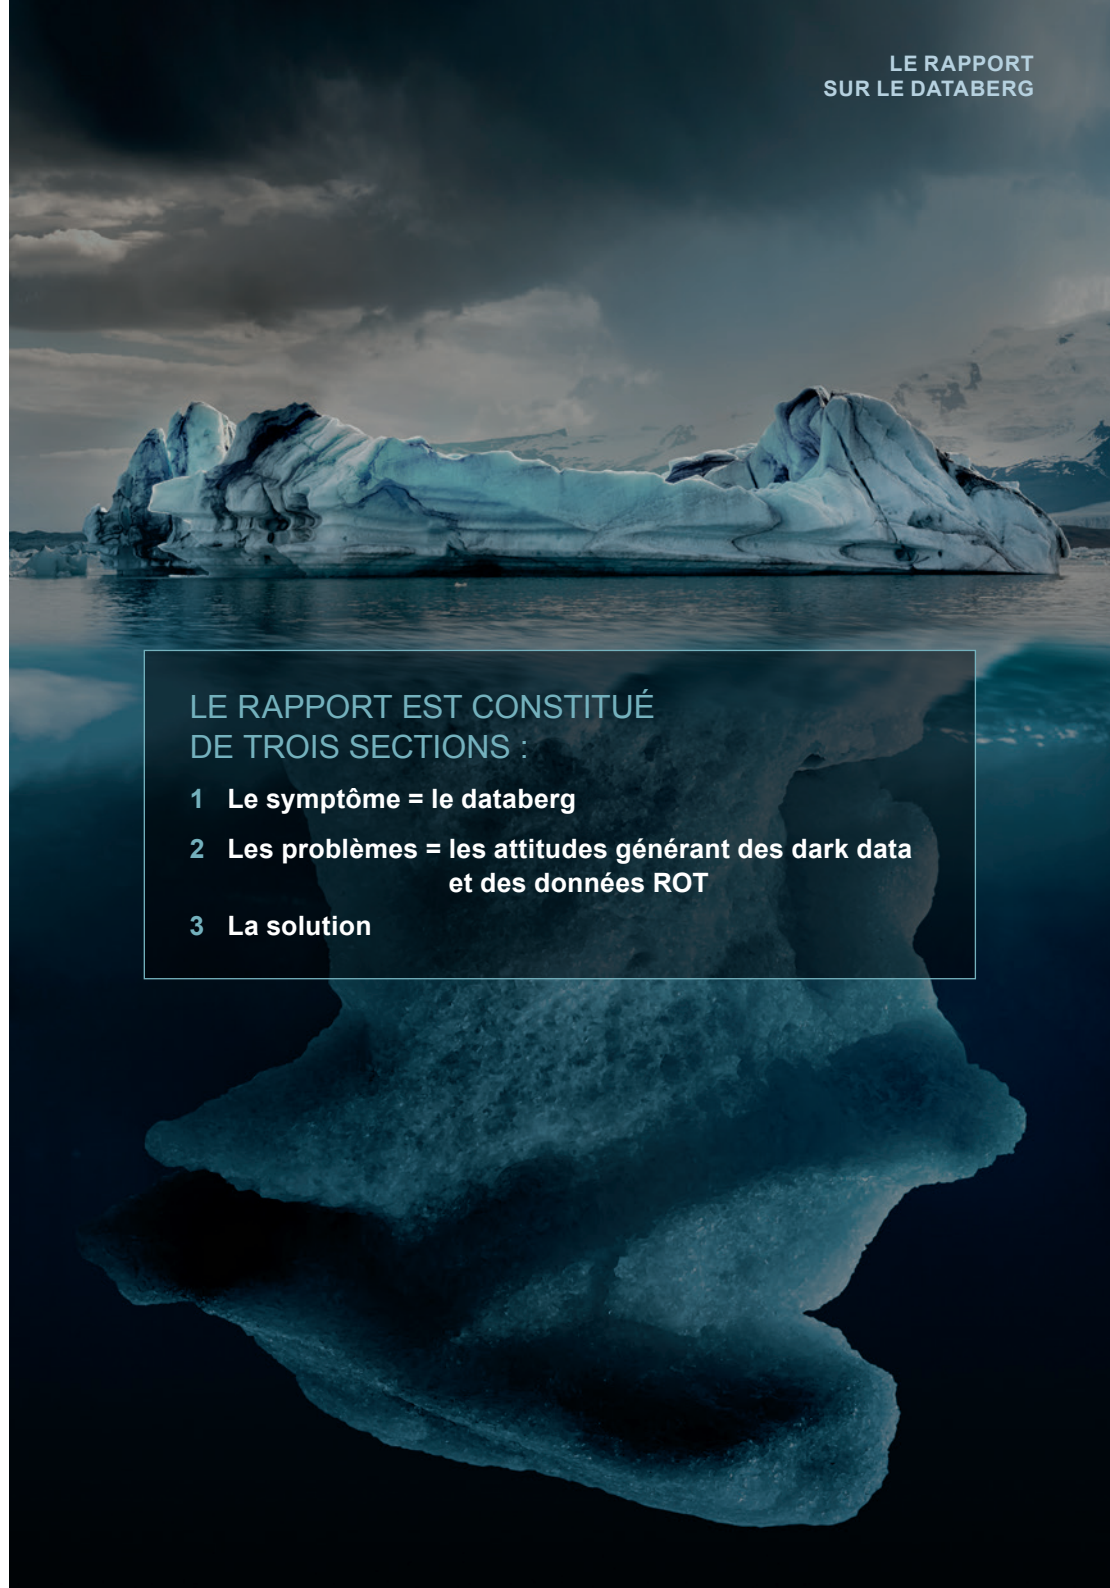 LE RAPPORT
SUR LE DATABERG
LE RAPPORT EST CONSTITUÉ
DE TROIS SECTIONS :
1 Le symptôme = le databerg
2 Les problèmes = les attitudes générant des dark data
et des données ROT
3 La solution